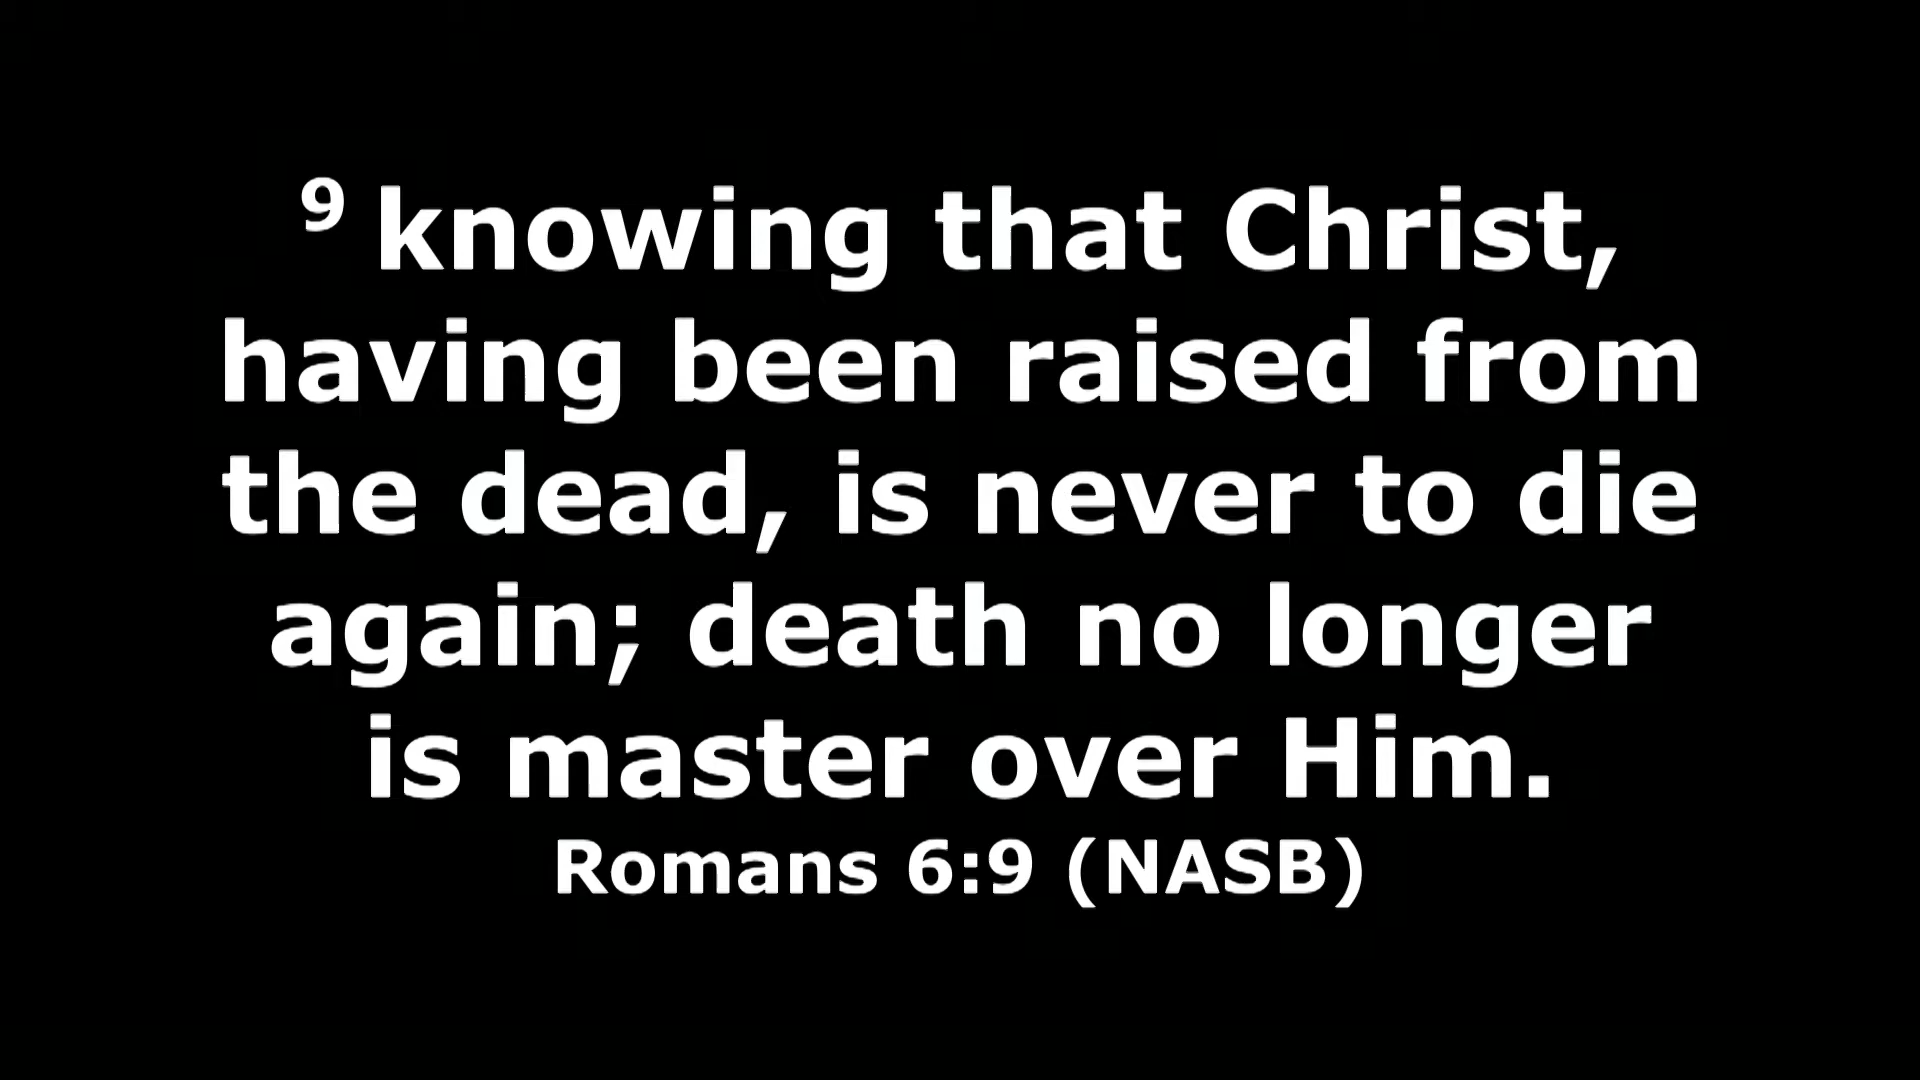 9 knowing that Christ,
having been raised from
the dead, is never to die
again; death no longer
is master over Him.
Romans 6:9 (NASB)